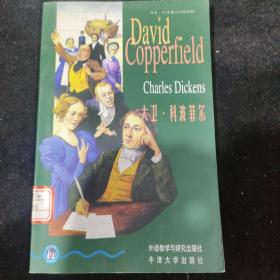 David
Copperfield
Charles Dickens
大卫·科波菲尔
外语教学与研究出版社
牛津大学出版社